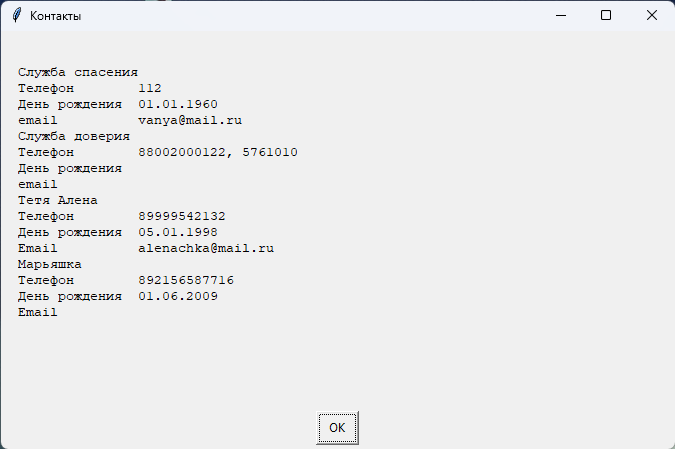 Контакты
Служба спасения
Телефон 112
День рождения 01.01.1960
email vanya@mail.ru
Служба доверия
Телефон 88002000122, 5761010
День рождения
email
Тетя Алена
Телефон 89999542132
День рождения 05.01.1998
Email alenachka@mail.ru
Марьяшка
Телефон 892156587716
День рождения 01.06.2009
Email
OK